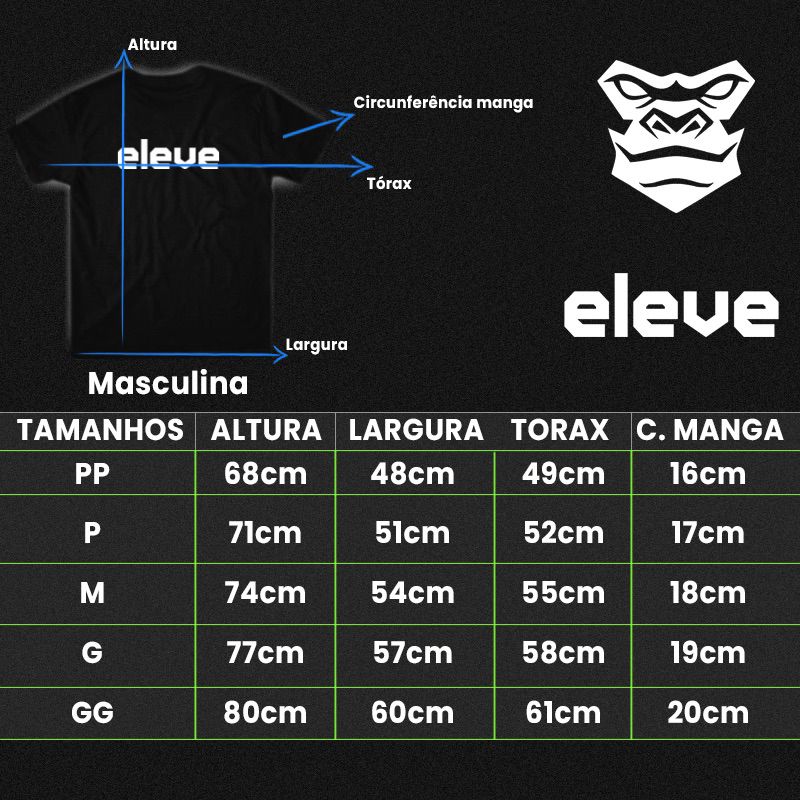 Altura
Circunferência manga
eleve
Tórax
eleve
Largura
Masculina
TAMANHOS ALTURA LARGURA TORAX C. MANGA
PP 68cm 48cm 49cm 16cm
P 71cm 51cm 52cm 17cm
M 74cm 54cm 55cm 18cm
G 77cm 57cm 58cm 19cm
GG 80cm 60cm 61cm 20cm